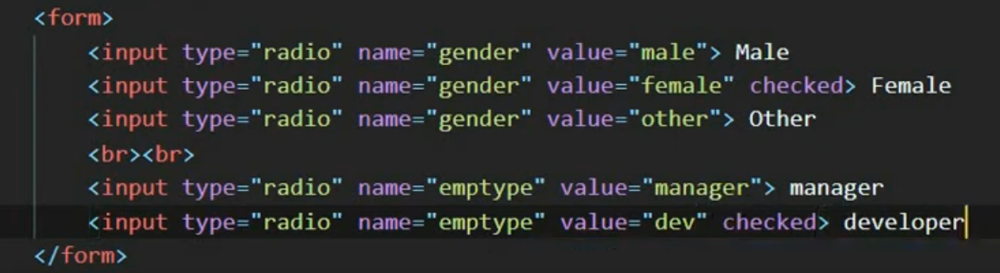 <form>
<input type="radio" name="gender" value="male"> Male
<input type="radio" name="gender" value="female" checked> Female
<input type="radio" name="gender" value="other"> Other
<br><br>
<input type="radio" name="emptype" value="manager"> manager
<input type="radio" name="emptype" value="dev" checked> developer
</form>